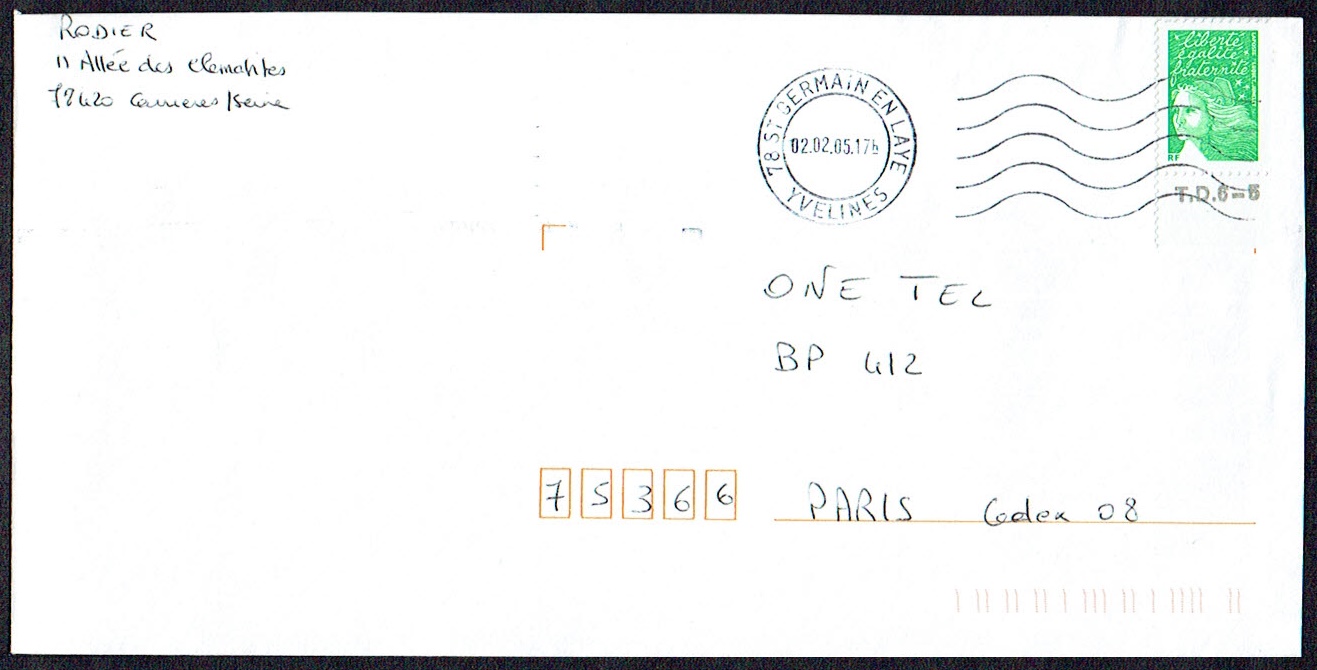 RODIER
11 Allée des Clematites
78420 Carrieres/Seine
liberté
égalité
fraternité
RF
78 ST GERMAIN EN LAYE
02.02.05.17h
YVELINES
T.D.6-5
ONE TEL
BP 412
75366 PARIS Cedex 08